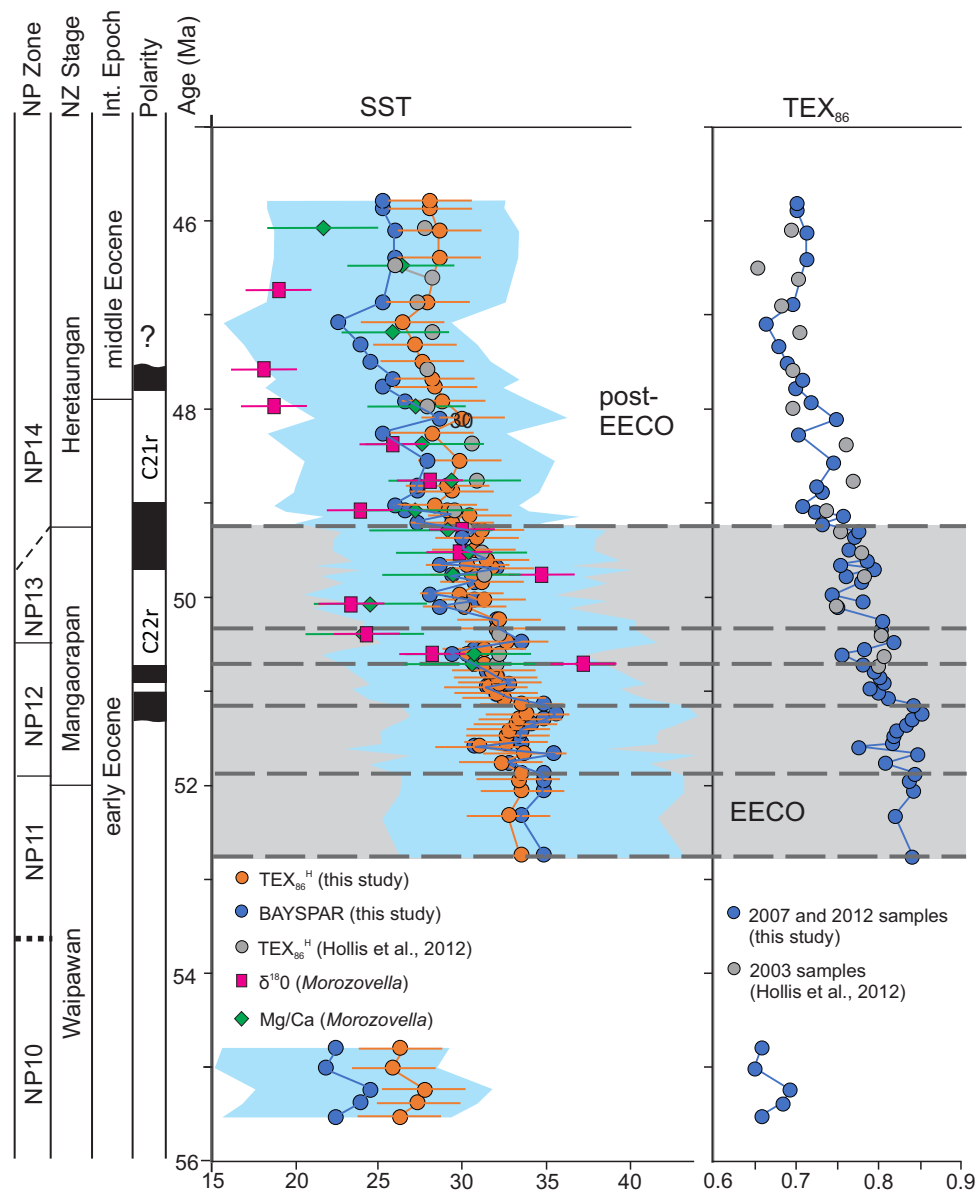 NP Zone
NZ Stage
Int. Epoch
Polarity
Age (Ma)
SST
TEX₈₆
46
48
50
52
54
56
NP14
NP13
NP12
NP11
NP10
Heretaungan
Mangaorapan
Waipawan
middle Eocene
early Eocene
?
C21r
C22r
30
post-
EECO
EECO
TEX₈₆ᴴ (this study)
BAYSPAR (this study)
TEX₈₆ᴴ (Hollis et al., 2012)
δ¹⁸0 (Morozovella)
Mg/Ca (Morozovella)
2007 and 2012 samples
(this study)
2003 samples
(Hollis et al., 2012)
15 20 25 30 35 40
0.6 0.7 0.8 0.9